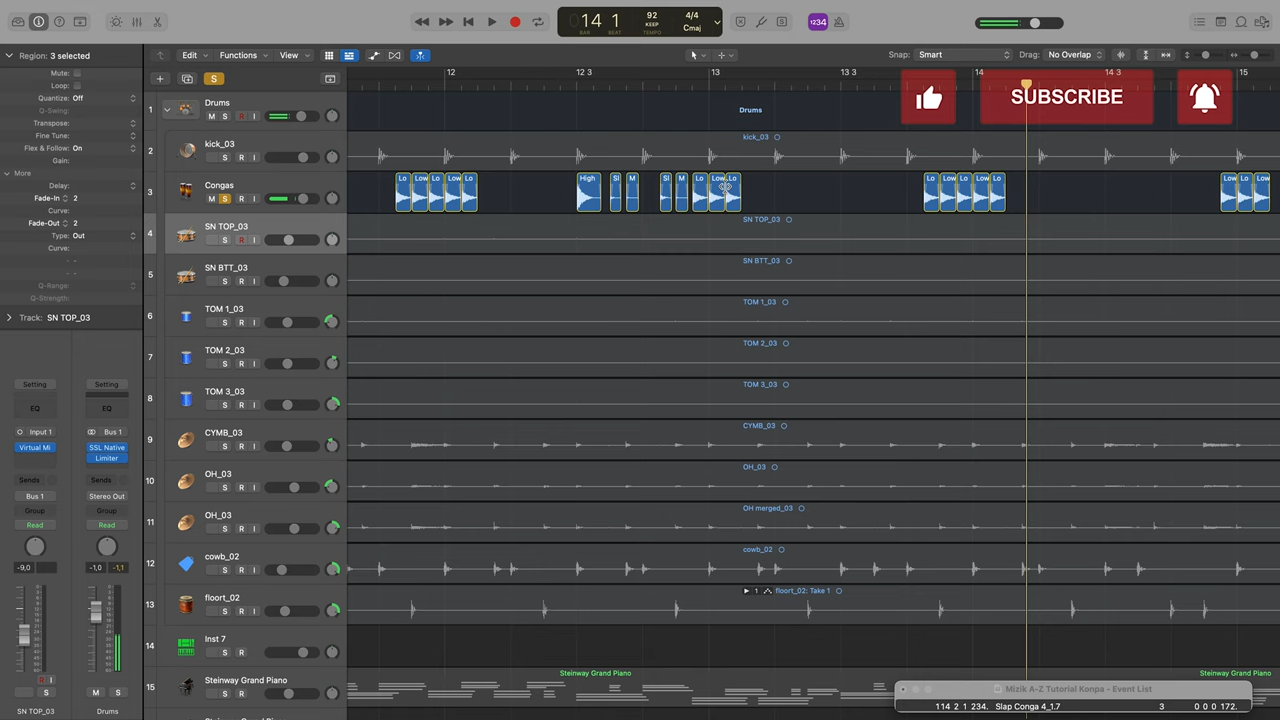 14 1
92
4/4
BAR
BEAT
KEEP
TEMPO
Cmaj
1234
Region: 3 selected
Edit
Functions
View
Snap:
Smart
Drag:
No Overlap
Mute:
Loop:
Quantize: Off
Q-Swing:
Transpose:
Fine Tune:
Flex & Follow: On
Gain:
More
Delay:
Fade-In 2
Curve:
Fade-Out 2
Type: Out
Curve:
Q-Range:
Q-Strength:
Track: SN TOP_03
Setting
Setting
EQ
EQ
Input 1
Bus 1
Virtual Mi
SSL Native
Limiter
Sends
Sends
Bus 1
Stereo Out
Group
Group
Read
Read
-9,0
-1,0
-1,1
R I
S
M S
SN TOP_03
Drums
S
12
12 3
13
13 3
14
14 3
15
SUBSCRIBE
1
Drums
M S R I
Drums
2
kick_03
S R I
kick_03
3
Congas
M S R I
Lo Low Lo Low Lo
High Sl M
Sl M Lo Low Lo
Lo Low Lo Low Lo
Lo Lo Low
4
SN TOP_03
S R I
SN TOP_03
5
SN BTT_03
S R I
SN BTT_03
6
TOM 1_03
S R I
TOM 1_03
7
TOM 2_03
S R I
TOM 2_03
8
TOM 3_03
S R I
TOM 3_03
9
CYMB_03
S R I
CYMB_03
10
OH_03
S R I
OH_03
11
OH_03
S R I
OH merged_03
12
cowb_02
S R I
cowb_02
13
floort_02
S R I
1
floort_02: Take 1
14
Inst 7
S R
15
Steinway Grand Piano
S R
Steinway Grand Piano
Steinway Grand Piano
Mizik A-Z Tutorial Konpa - Event List
114 2 1 234.
Slap Conga 4_1.7
3
0 0 0 172.